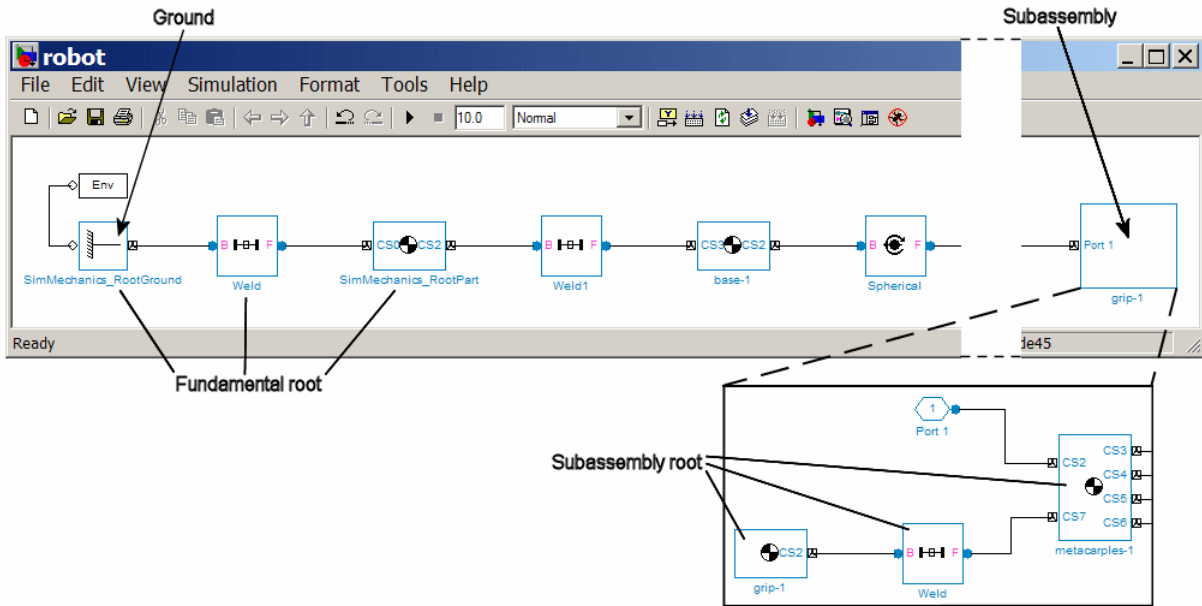 Ground
Subassembly
robot
File Edit View Simulation Format Tools Help
10.0 Normal
Env
B F
CS0 CS2
B F
CS3 CS2
B F
Port 1
SimMechanics_RootGround
Weld
SimMechanics_RootPart
Weld1
base-1
Spherical
grip-1
Ready
de45
Fundamental root
1
Port 1
CS3
CS2
CS4
CS5
CS7
CS6
metacarples-1
Subassembly root
CS2
B F
grip-1
Weld